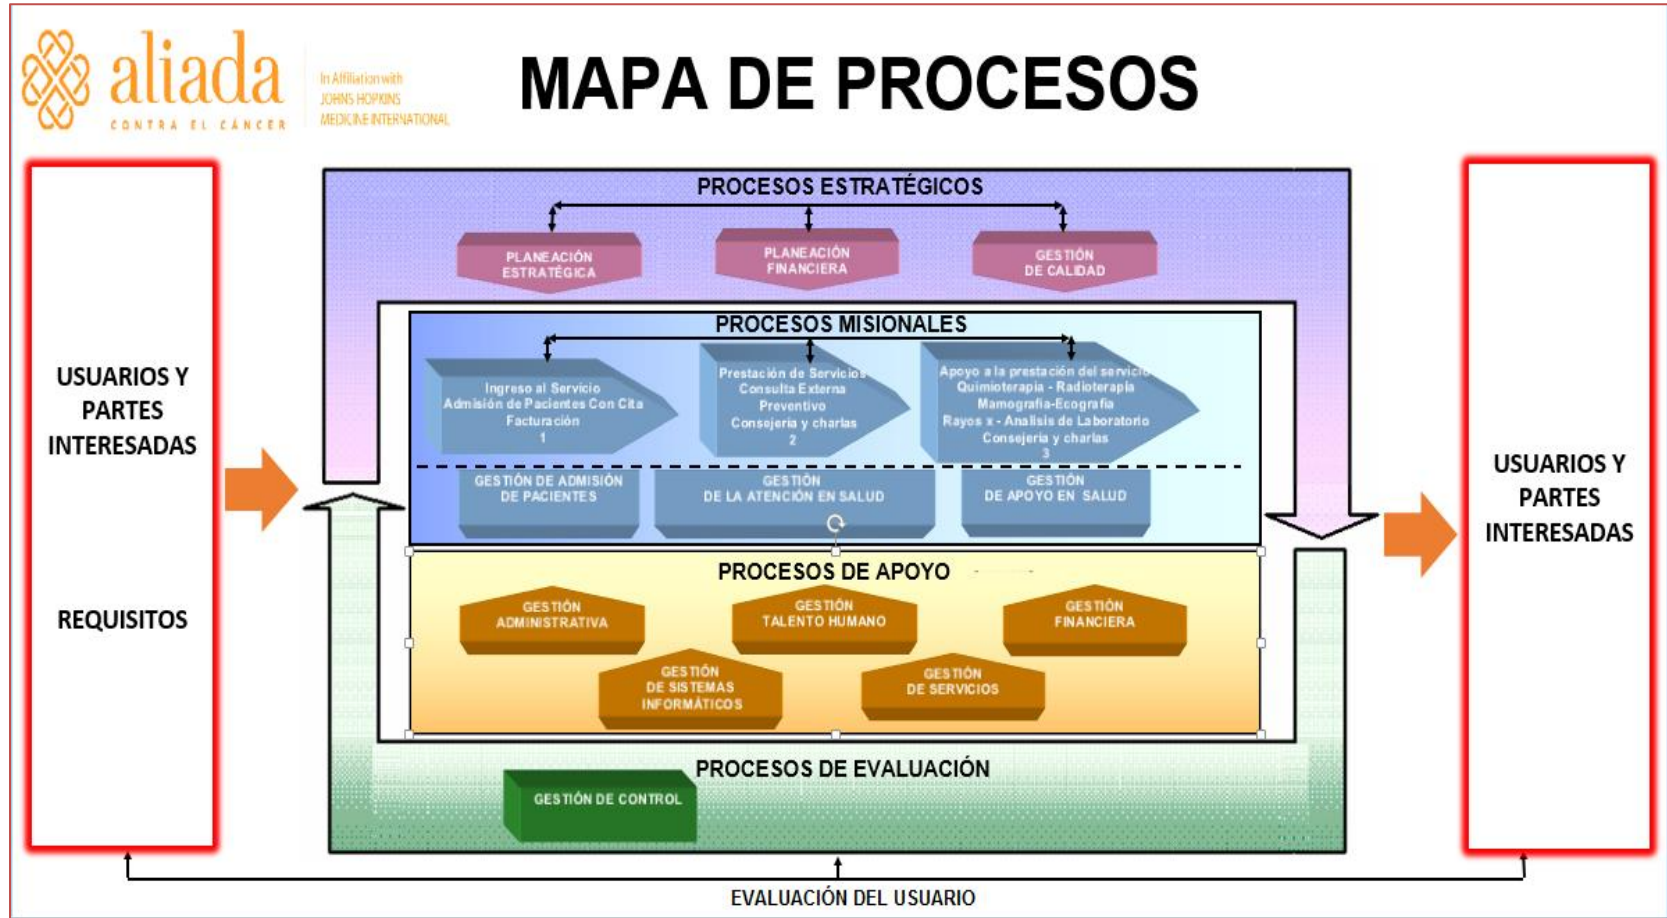 aliada
CONTRA EL CÁNCER
In Affiliation with
JOHNS HOPKINS
MEDICINE INTERNATIONAL
MAPA DE PROCESOS
USUARIOS Y
PARTES
INTERESADAS
REQUISITOS
PROCESOS ESTRATÉGICOS
PLANEACIÓN
ESTRATÉGICA
PLANEACIÓN
FINANCIERA
GESTIÓN
DE CALIDAD
PROCESOS MISIONALES
Ingreso al Servicio
Admisión de Pacientes Con Cita
Facturación
1
Prestación de Servicios
Consulta Externa
Preventivo
Consejeria y charlas
2
Apoyo a la prestación del servicio
Quimioterapia - Radioterapia
Mamografia-Ecografia
Rayos x - Analisis de Laboratorio
Consejeria y charlas
3
GESTIÓN DE ADMISIÓN
DE PACIENTES
GESTIÓN
DE LA ATENCIÓN EN SALUD
GESTIÓN
DE APOYO EN SALUD
PROCESOS DE APOYO
GESTIÓN
ADMINISTRATIVA
GESTIÓN
TALENTO HUMANO
GESTIÓN
FINANCIERA
GESTIÓN
DE SISTEMAS
INFORMÁTICOS
GESTIÓN
DE SERVICIOS
PROCESOS DE EVALUACIÓN
GESTIÓN DE CONTROL
USUARIOS Y
PARTES
INTERESADAS
EVALUACIÓN DEL USUARIO